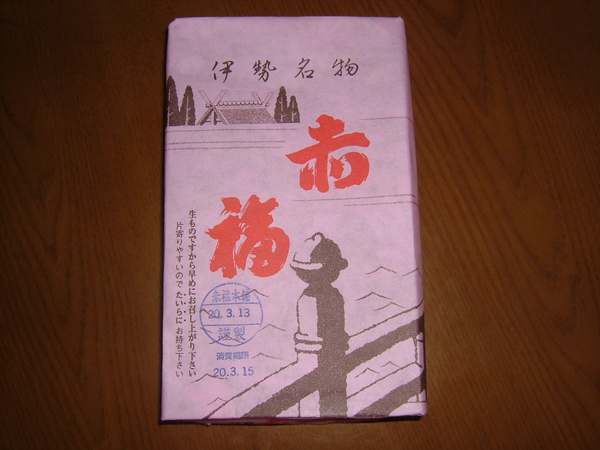 伊勢名物
赤福
生ものですから早めにお召し上がり下さい
片寄りやすいのでたいらにお持ち下さい
赤福本舗
20.3.13
謹製
消費期限
20.3.15